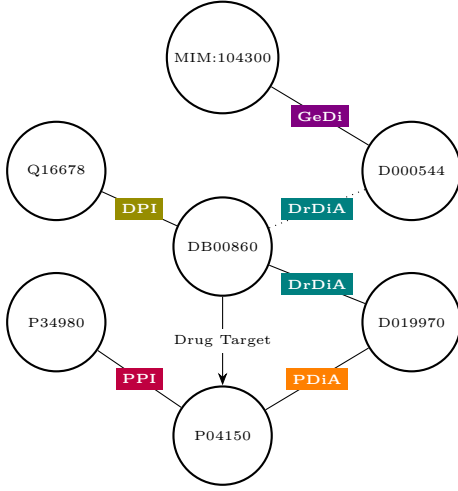 MIM:104300
GeDi
Q16678
D000544
DPI
DrDiA
DB00860
DrDiA
P34980
D019970
Drug Target
PPI
PDiA
P04150